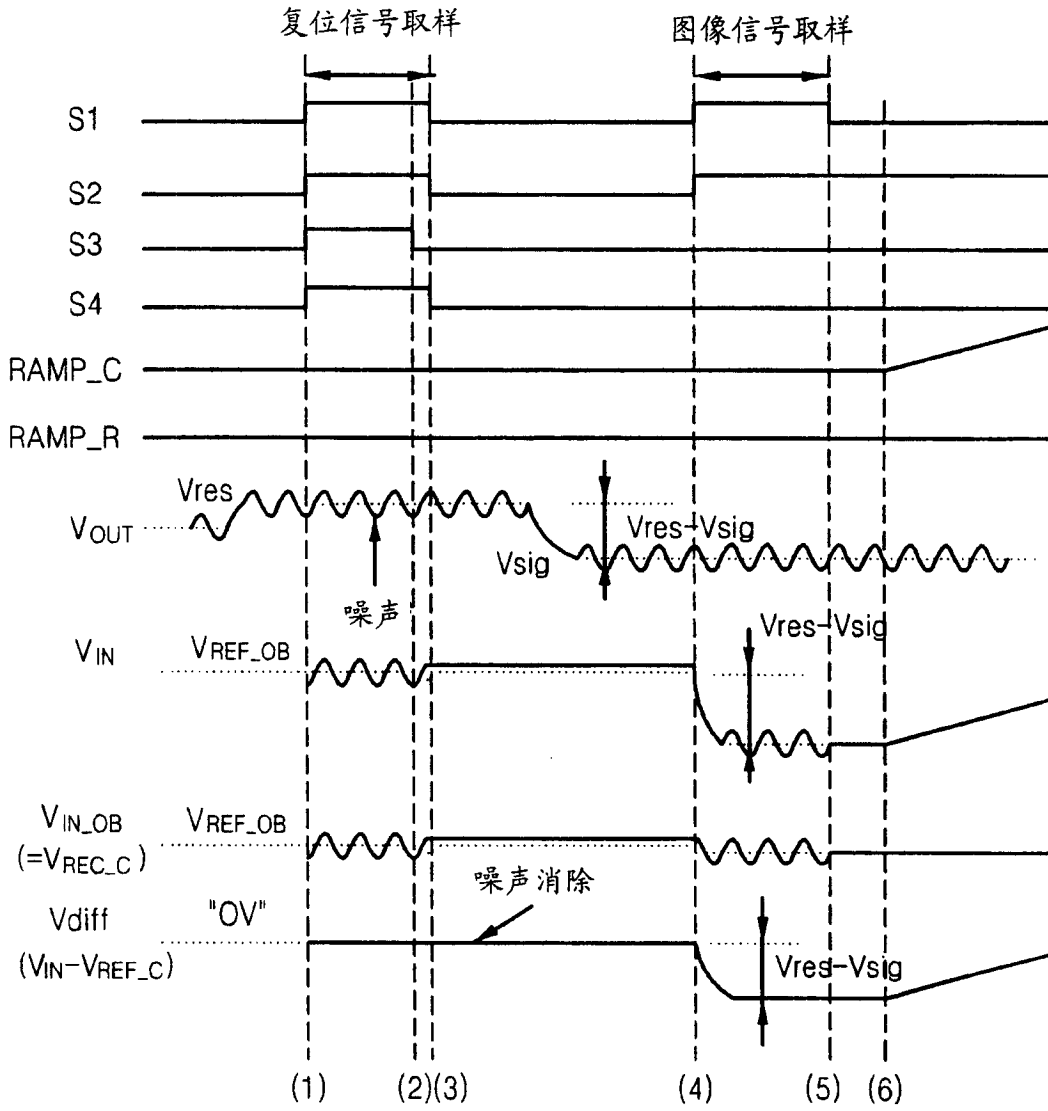 复位信号取样
图像信号取样
S1
S2
S3
S4
RAMP_C
RAMP_R
Vres
VOUT
Vres-Vsig
Vsig
噪声
Vres-Vsig
VIN
VREF_OB
VIN_OB
VREF_OB
(=VREC_C)
噪声消除
Vdiff
"OV"
(VIN-VREF_C)
Vres-Vsig
(1)
(2)
(3)
(4)
(5)
(6)